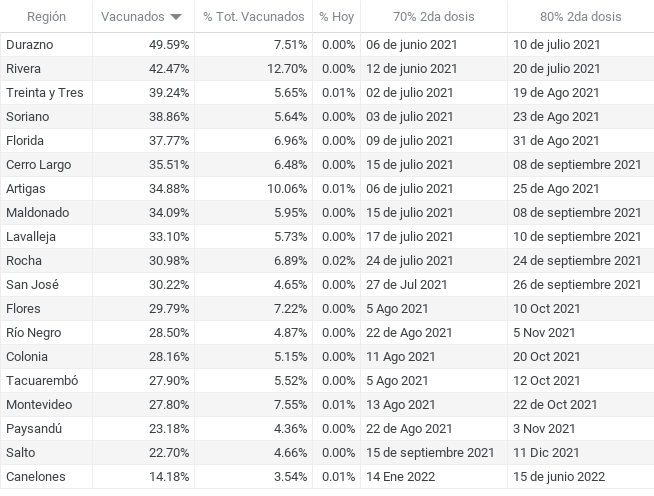 Región Vacunados % Tot. Vacunados % Hoy 70% 2da dosis 80% 2da dosis
Durazno 49.59% 7.51% 0.00% 06 de junio 2021 10 de julio 2021
Rivera 42.47% 12.70% 0.00% 12 de junio 2021 20 de julio 2021
Treinta y Tres 39.24% 5.65% 0.01% 02 de julio 2021 19 de Ago 2021
Soriano 38.86% 5.64% 0.00% 03 de julio 2021 23 de Ago 2021
Florida 37.77% 6.96% 0.00% 09 de julio 2021 31 de Ago 2021
Cerro Largo 35.51% 6.48% 0.00% 15 de julio 2021 08 de septiembre 2021
Artigas 34.88% 10.06% 0.01% 06 de julio 2021 25 de Ago 2021
Maldonado 34.09% 5.95% 0.00% 15 de julio 2021 08 de septiembre 2021
Lavalleja 33.10% 5.73% 0.00% 17 de julio 2021 10 de septiembre 2021
Rocha 30.98% 6.89% 0.02% 24 de julio 2021 24 de septiembre 2021
San José 30.22% 4.65% 0.00% 27 de Jul 2021 26 de septiembre 2021
Flores 29.79% 7.22% 0.00% 5 Ago 2021 10 Oct 2021
Río Negro 28.50% 4.87% 0.00% 22 de Ago 2021 5 Nov 2021
Colonia 28.16% 5.15% 0.00% 11 Ago 2021 20 Oct 2021
Tacuarembó 27.90% 5.52% 0.00% 5 Ago 2021 12 Oct 2021
Montevideo 27.80% 7.55% 0.01% 13 Ago 2021 22 de Oct 2021
Paysandú 23.18% 4.36% 0.00% 22 de Ago 2021 3 Nov 2021
Salto 22.70% 4.66% 0.00% 15 de septiembre 2021 11 Dic 2021
Canelones 14.18% 3.54% 0.01% 14 Ene 2022 15 de junio 2022